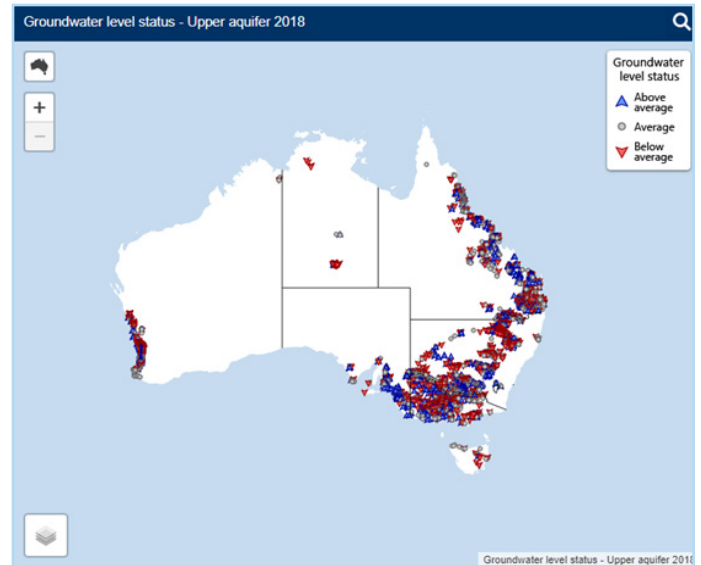 Groundwater level status - Upper aquifer 2018
+
−
Groundwater
level status
Above
average
Average
Below
average
Groundwater level status - Upper aquifer 2018